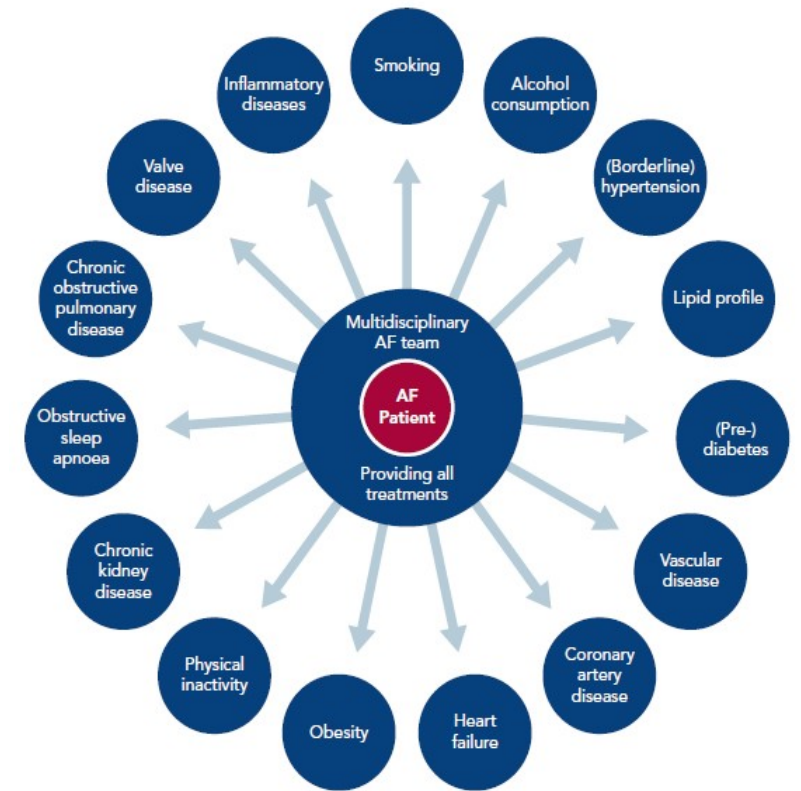 Smoking
Alcohol
consumption
(Borderline)
hypertension
Lipid profile
(Pre-)
diabetes
Vascular
disease
Coronary
artery
disease
Heart
failure
Obesity
Physical
inactivity
Chronic
kidney
disease
Obstructive
sleep
apnoea
Chronic
obstructive
pulmonary
disease
Valve
disease
Inflammatory
diseases
Multidisciplinary
AF team
AF
Patient
Providing all
treatments